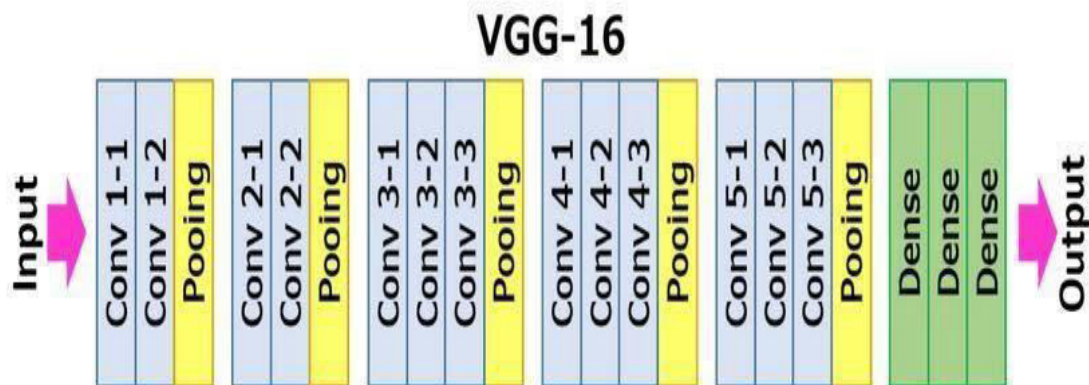 VGG-16
Input
Conv 1-1
Conv 1-2
Pooing
Conv 2-1
Conv 2-2
Pooing
Conv 3-1
Conv 3-2
Conv 3-3
Pooing
Conv 4-1
Conv 4-2
Conv 4-3
Pooing
Conv 5-1
Conv 5-2
Conv 5-3
Pooing
Dense
Dense
Dense
Output